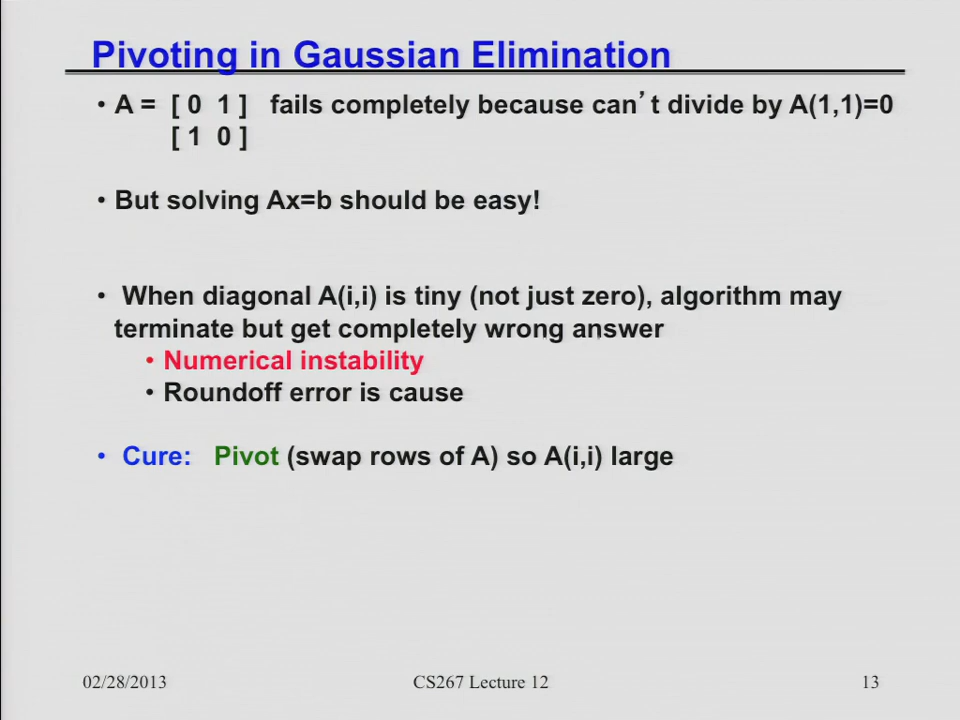 Pivoting in Gaussian Elimination
• A = [ 0 1 ] fails completely because can’t divide by A(1,1)=0
[ 1 0 ]
• But solving Ax=b should be easy!
• When diagonal A(i,i) is tiny (not just zero), algorithm may
terminate but get completely wrong answer
• Numerical instability
• Roundoff error is cause
• Cure: Pivot (swap rows of A) so A(i,i) large
02/28/2013 CS267 Lecture 12 13